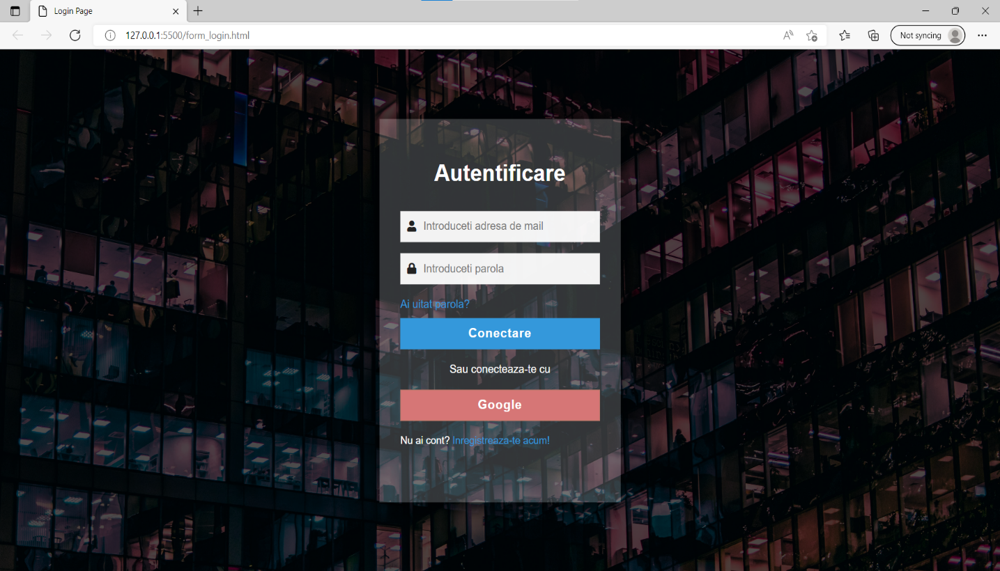 Login Page
127.0.0.1:5500/form_login.html
Not syncing
Autentificare
Introduceti adresa de mail
Introduceti parola
Ai uitat parola?
Conectare
Sau conecteaza-te cu
Google
Nu ai cont? Inregistreaza-te acum!